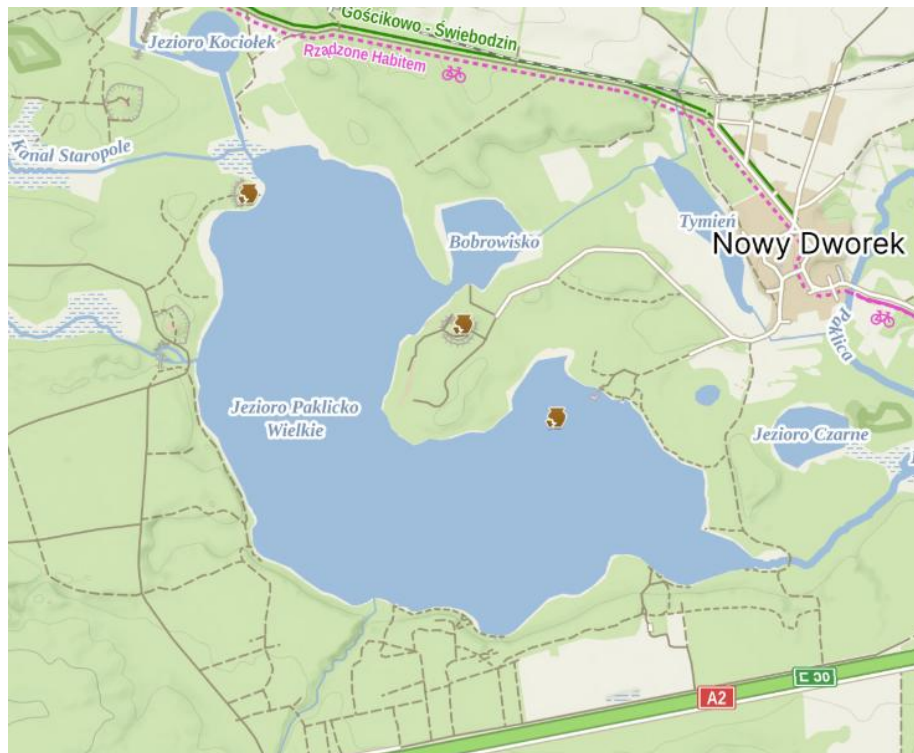 Gościkowo - Świebodzin
Jezioro Kociołek
Rządzone Habitem
Kanał Staropole
Bobrowisko
Tymień
Nowy Dworek
Paklica
Jezioro Paklicko
Wielkie
Jezioro Czarne
A2
E 30